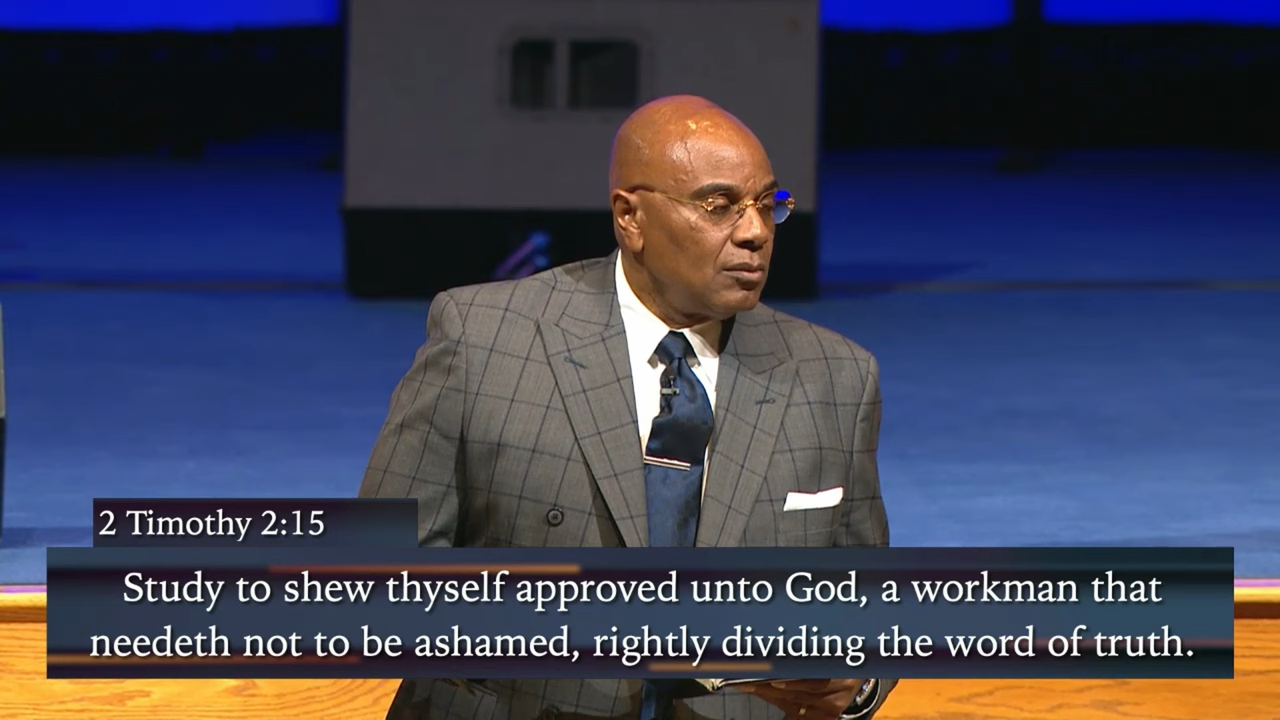 2 Timothy 2:15
Study to shew thyself approved unto God, a workman that
needeth not to be ashamed, rightly dividing the word of truth.